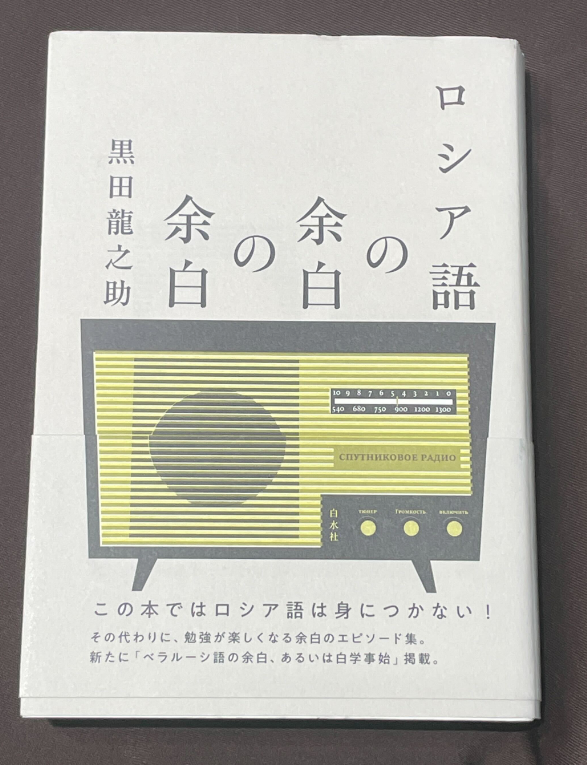 ロシア語
の
余白
の
余白
黒田龍之助
10 9 8 7 6 5 4 3 2 1 0
540 680 750 900 1200 1300
СПУТНИКОВОЕ РАДИО
白水社
ТЮНЕР ГРОМКОСТЬ ВКЛЮЧИТЬ
この本ではロシア語は身につかない！
その代わりに、勉強が楽しくなる余白のエピソード集。
新たに「ベラルーシ語の余白、あるいは白学事始」掲載。